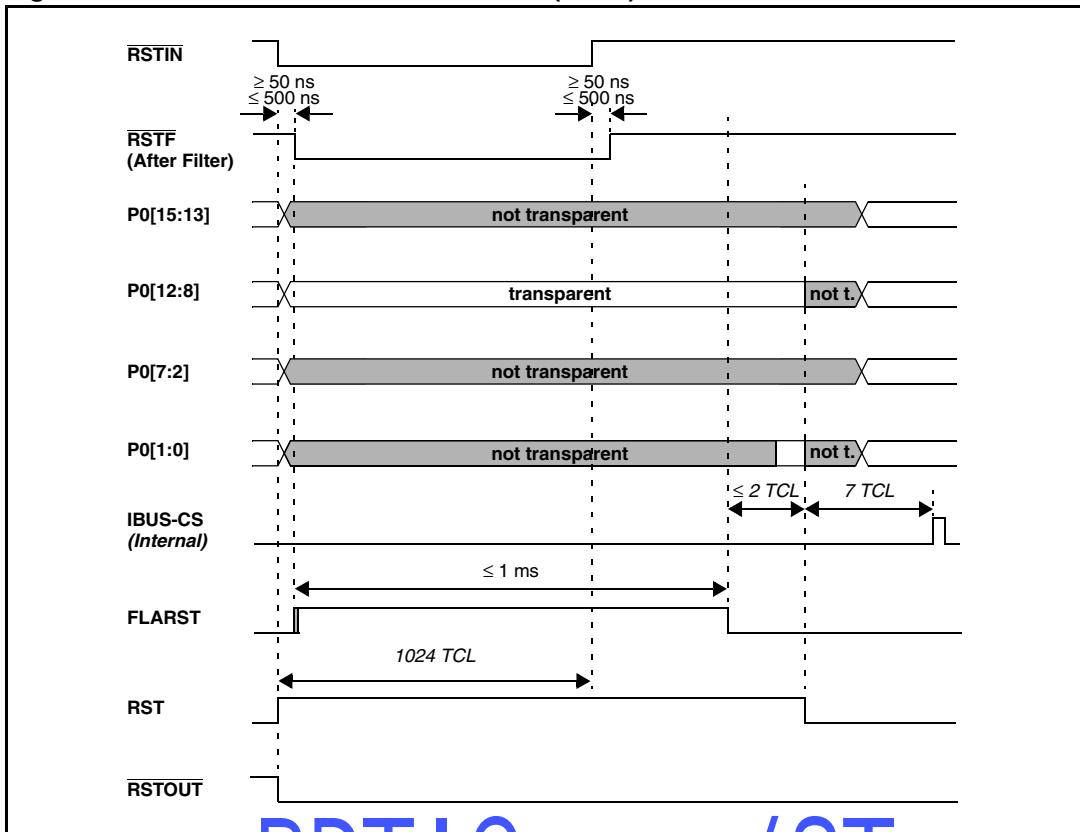 RSTIN
≥ 50 ns
≤ 500 ns
≥ 50 ns
≤ 500 ns
RSTF
(After Filter)
P0[15:13]
not transparent
P0[12:8]
transparent
not t.
P0[7:2]
not transparent
P0[1:0]
not transparent
not t.
≤ 2 TCL
7 TCL
IBUS-CS
(Internal)
≤ 1 ms
FLARST
1024 TCL
RST
RSTOUT